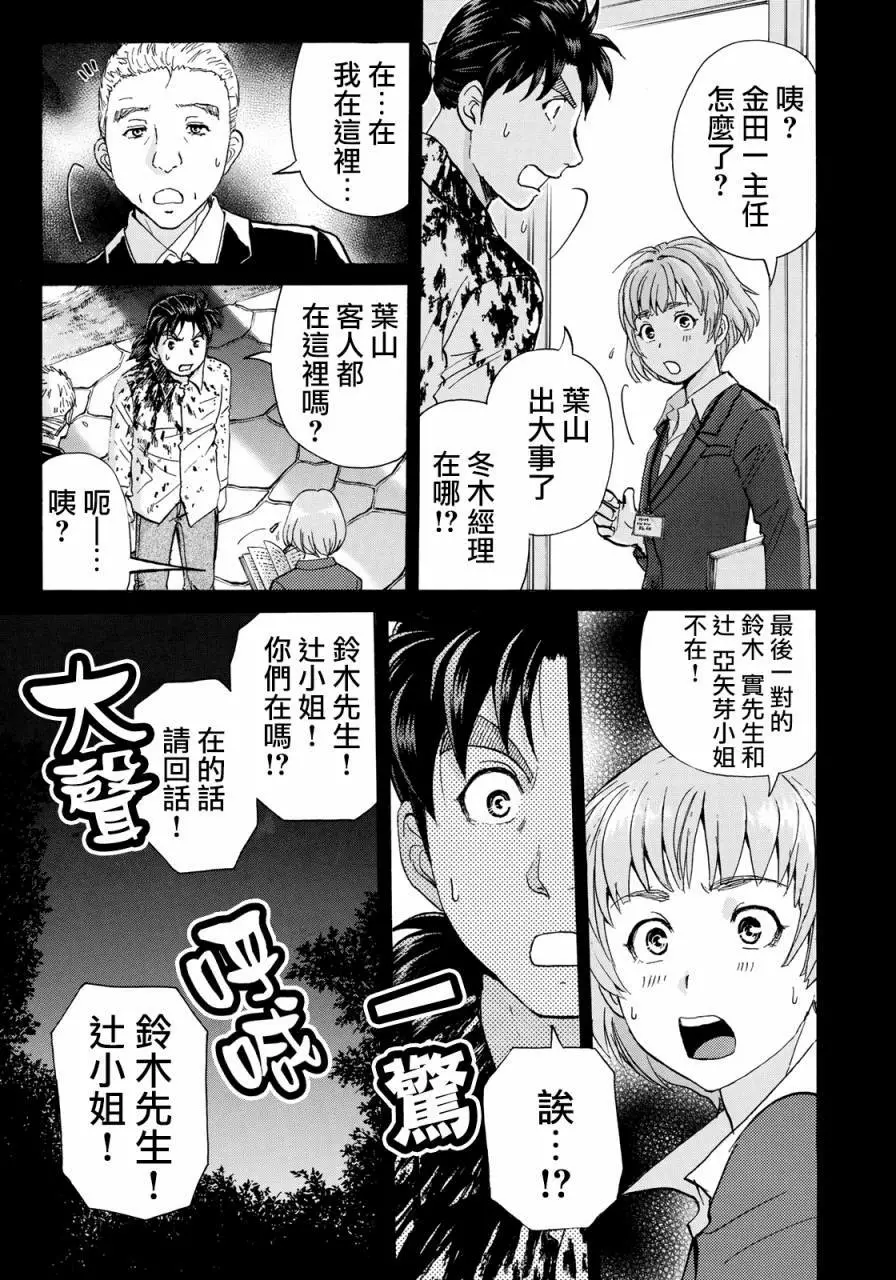 咦？
金田一主任
怎麼了？
葉山
出大事了
冬木經理
在哪!?
在…在
我在這裡…
葉山
客人都
在這裡嗎？
呃—…
咦？
最後一對的
鈴木 實先生和
辻 亞矢芽小姐
不在！
誒…!?
一驚
鈴木先生！
辻小姐！
你們在嗎!?
在的話
請回話！
大聲
鈴木先生！
辻小姐！